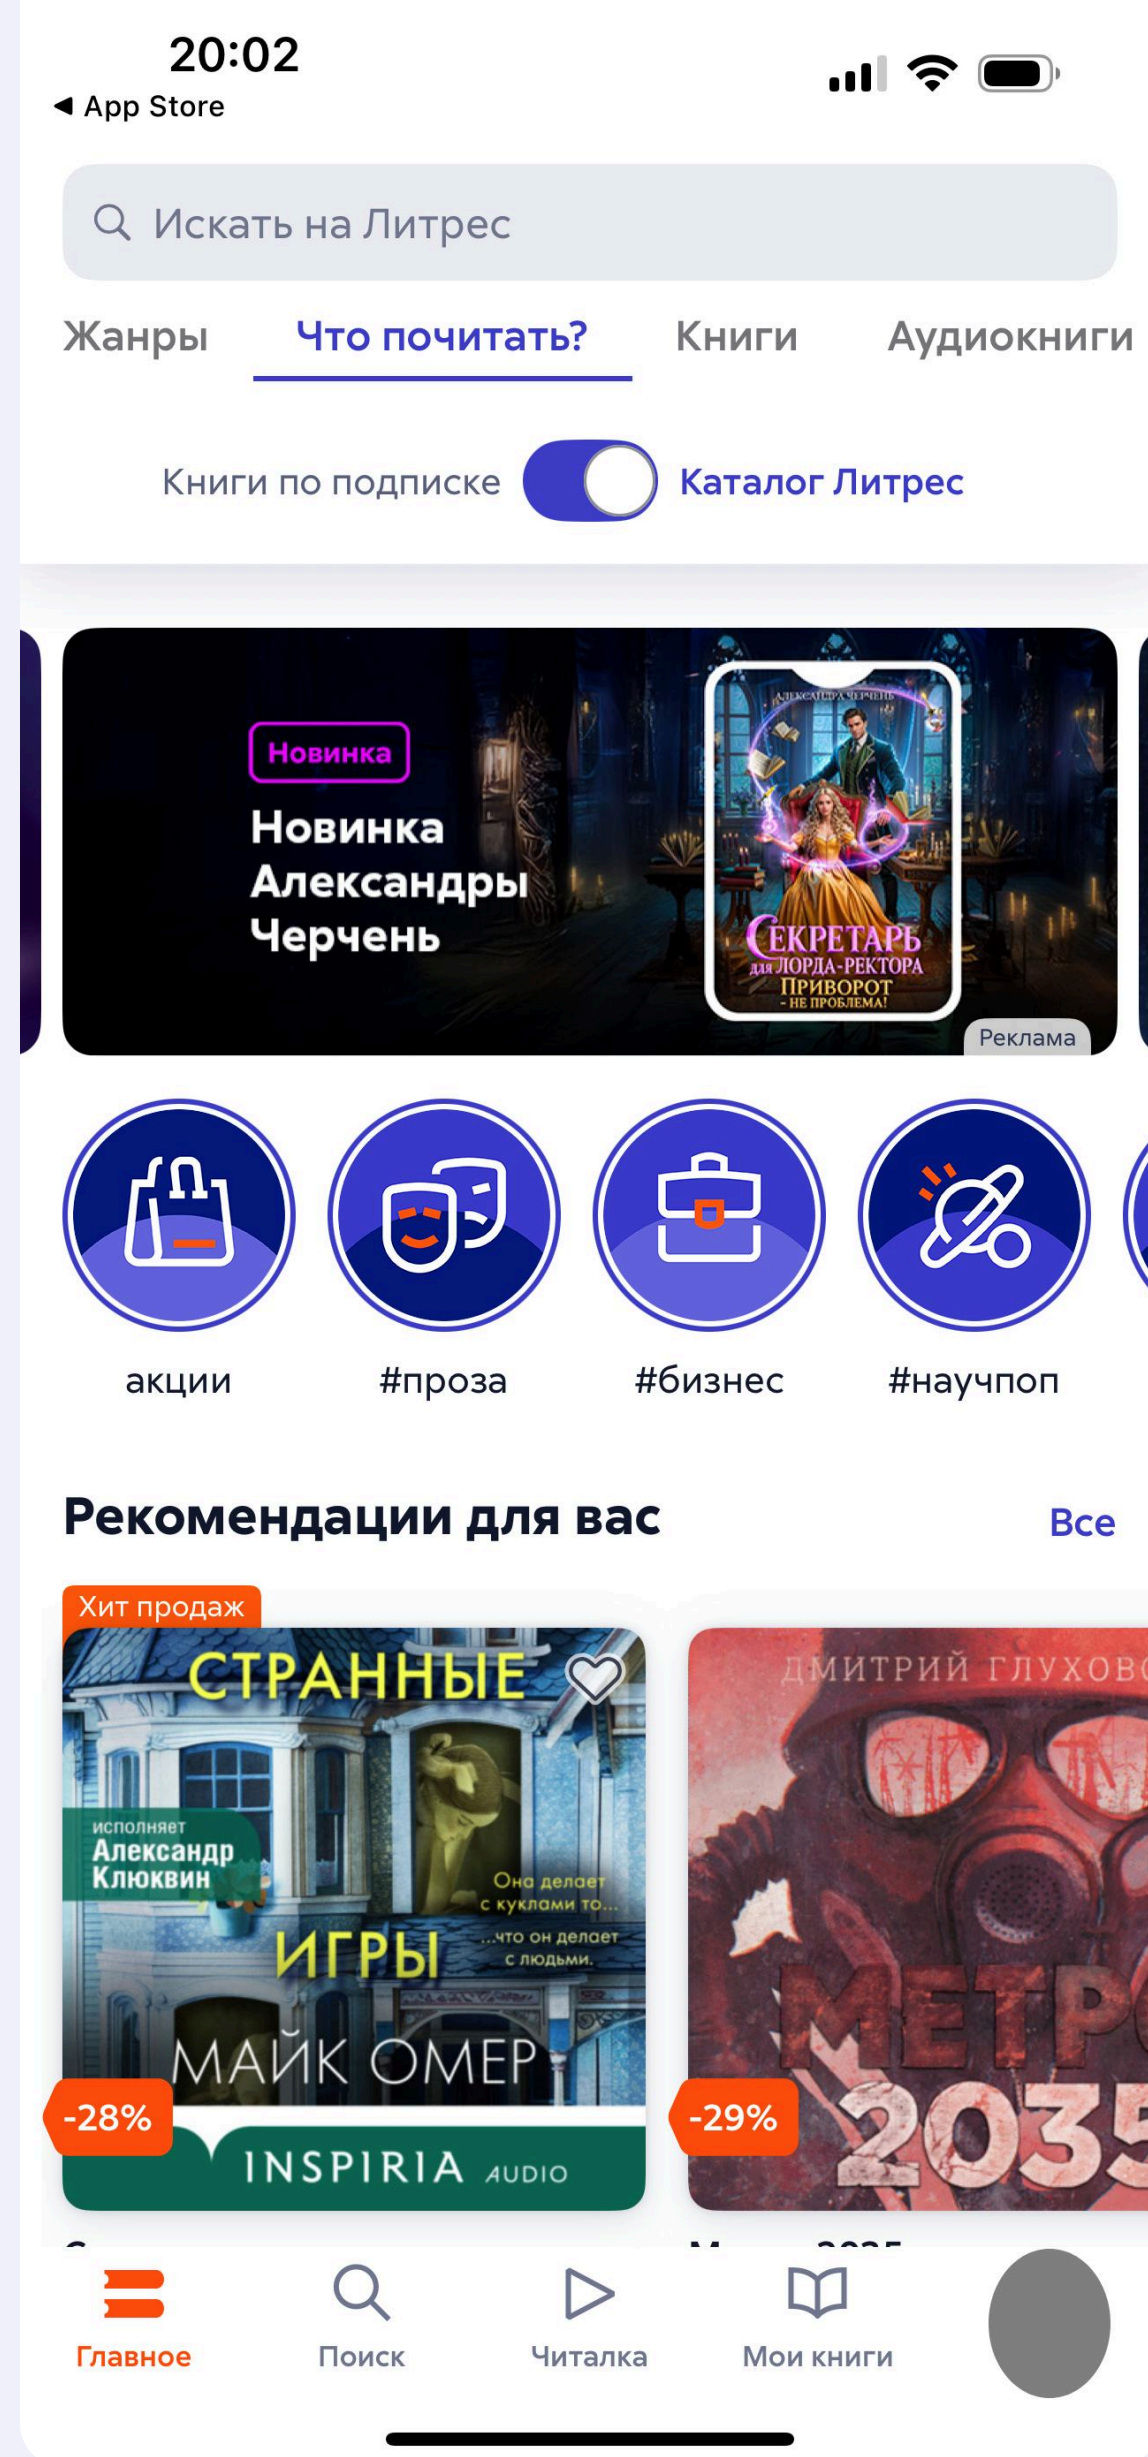 20:02
◀ App Store
Искать на Литрес
Жанры Что почитать? Книги Аудиокниги
Книги по подписке Каталог Литрес
Новинка
Новинка
Александры
Черчень
АЛЕКСАНДРА ЧЕРЧЕНЬ
СЕКРЕТАРЬ
для ЛОРДА-РЕКТОРА
ПРИВОРОТ
- НЕ ПРОБЛЕМА!
Реклама
акции #проза #бизнес #научпоп
Рекомендации для вас Все
Хит продаж
СТРАННЫЕ
исполняет
Александр
Клюквин
Она делает
с куклами то...
...что он делает
с людьми.
ИГРЫ
МАЙК ОМЕР
-28%
INSPIRIA AUDIO
ДМИТРИЙ ГЛУХОВС
МЕТРО
2035
-29%
Главное Поиск Читалка Мои книги